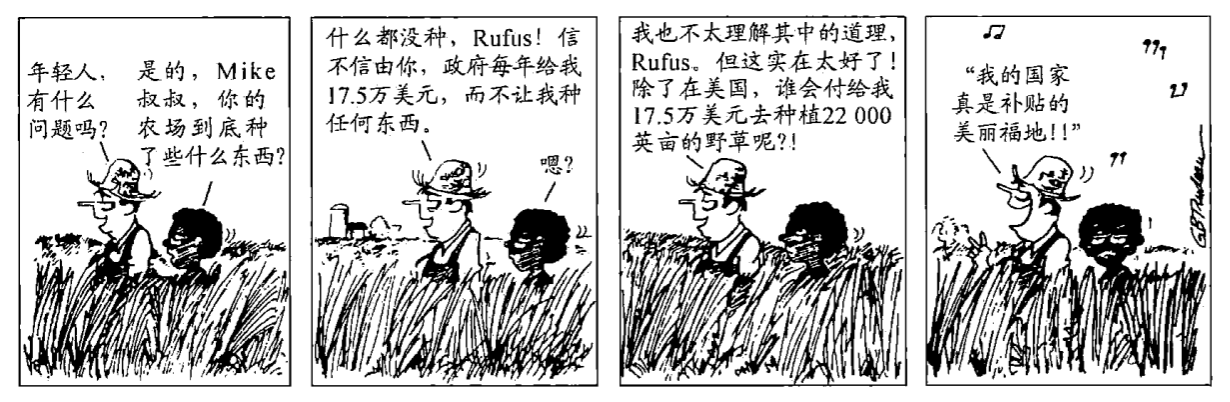 年轻人，
有什么
问题吗？
是的，Mike
叔叔，你的
农场到底种
了些什么东西？
什么都没种，Rufus！信
不信由你，政府每年给我
17.5万美元，而不让我种
任何东西。
嗯？
我也不太理解其中的道理，
Rufus。但这实在太好了！
除了在美国，谁会付给我
17.5万美元去种植22 000
英亩的野草呢？！
“我的国家
真是补贴的
美丽福地！！”